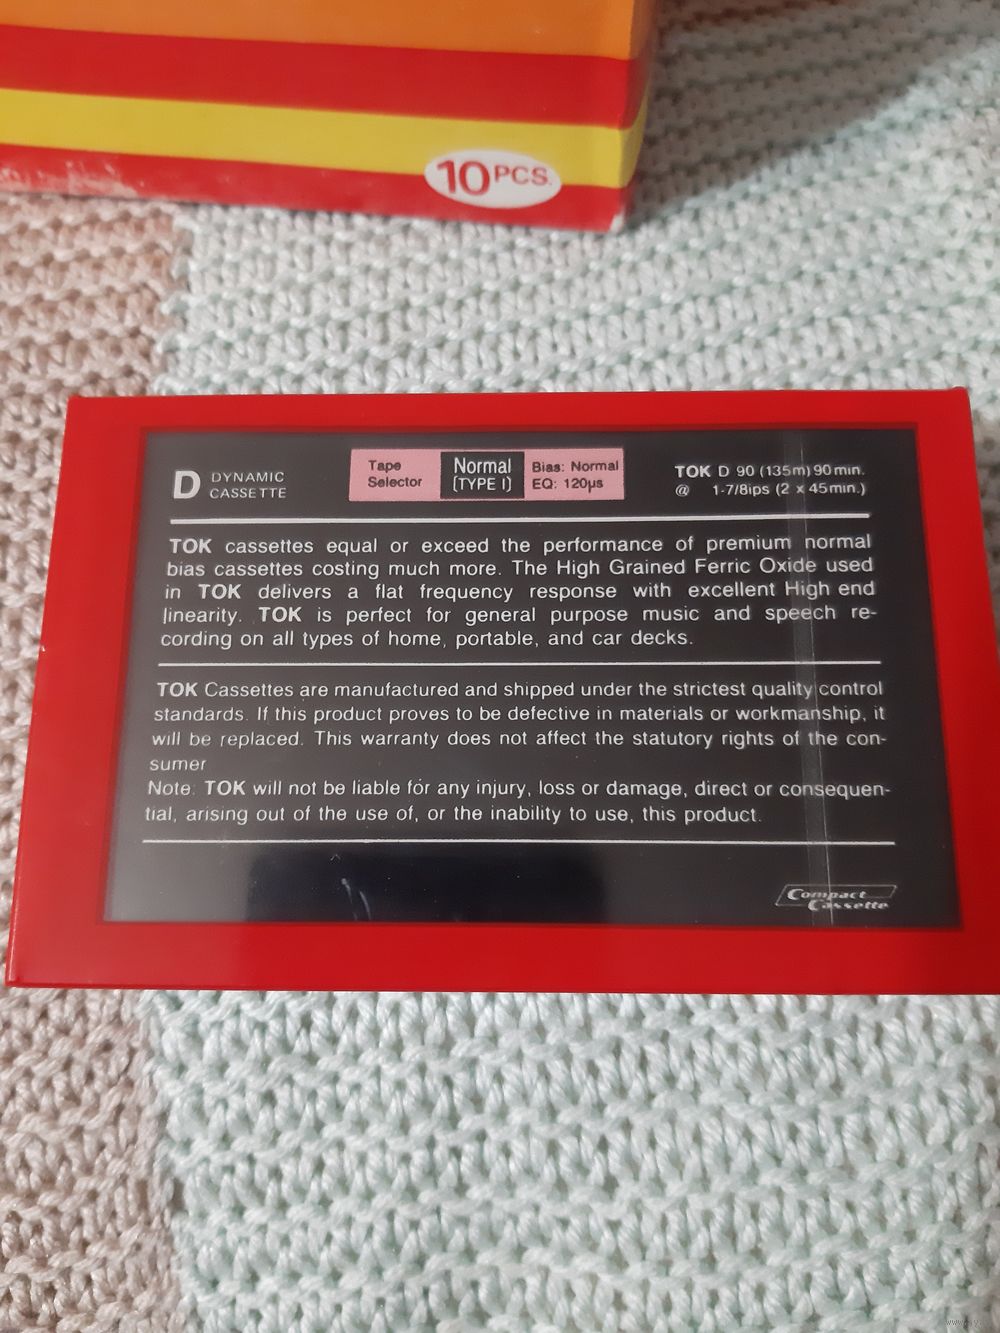 10 PCS.
D DYNAMIC CASSETTE
Tape Selector
Normal (TYPE I)
Bias: Normal
EQ: 120µs
TOK D 90 (135m) 90 min.
@ 1-7/8ips (2 x 45min.)
TOK cassettes equal or exceed the performance of premium normal
bias cassettes costing much more. The High Grained Ferric Oxide used
in TOK delivers a flat frequency response with excellent High end
linearity. TOK is perfect for general purpose music and speech re-
cording on all types of home, portable, and car decks.
TOK Cassettes are manufactured and shipped under the strictest quality control
standards. If this product proves to be defective in materials or workmanship, it
will be replaced. This warranty does not affect the statutory rights of the con-
sumer
Note: TOK will not be liable for any injury, loss or damage, direct or consequen-
tial, arising out of the use of, or the inability to use, this product.
Compact
Cassette